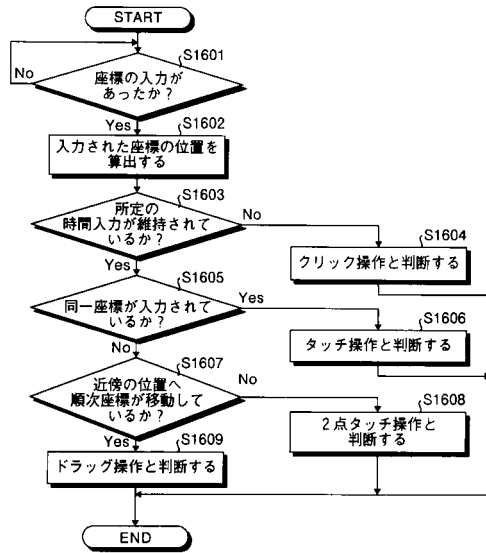 START
S1601
座標の入力が
あったか?
No
Yes
S1602
入力された座標の位置を
算出する
S1603
所定の
時間入力が維持されて
いるか?
No
Yes
S1604
クリック操作と判断する
S1605
同一座標が入力されて
いるか?
Yes
No
S1606
タッチ操作と判断する
S1607
近傍の位置へ
順次座標が移動して
いるか?
No
Yes
S1608
2点タッチ操作と
判断する
S1609
ドラッグ操作と判断する
END